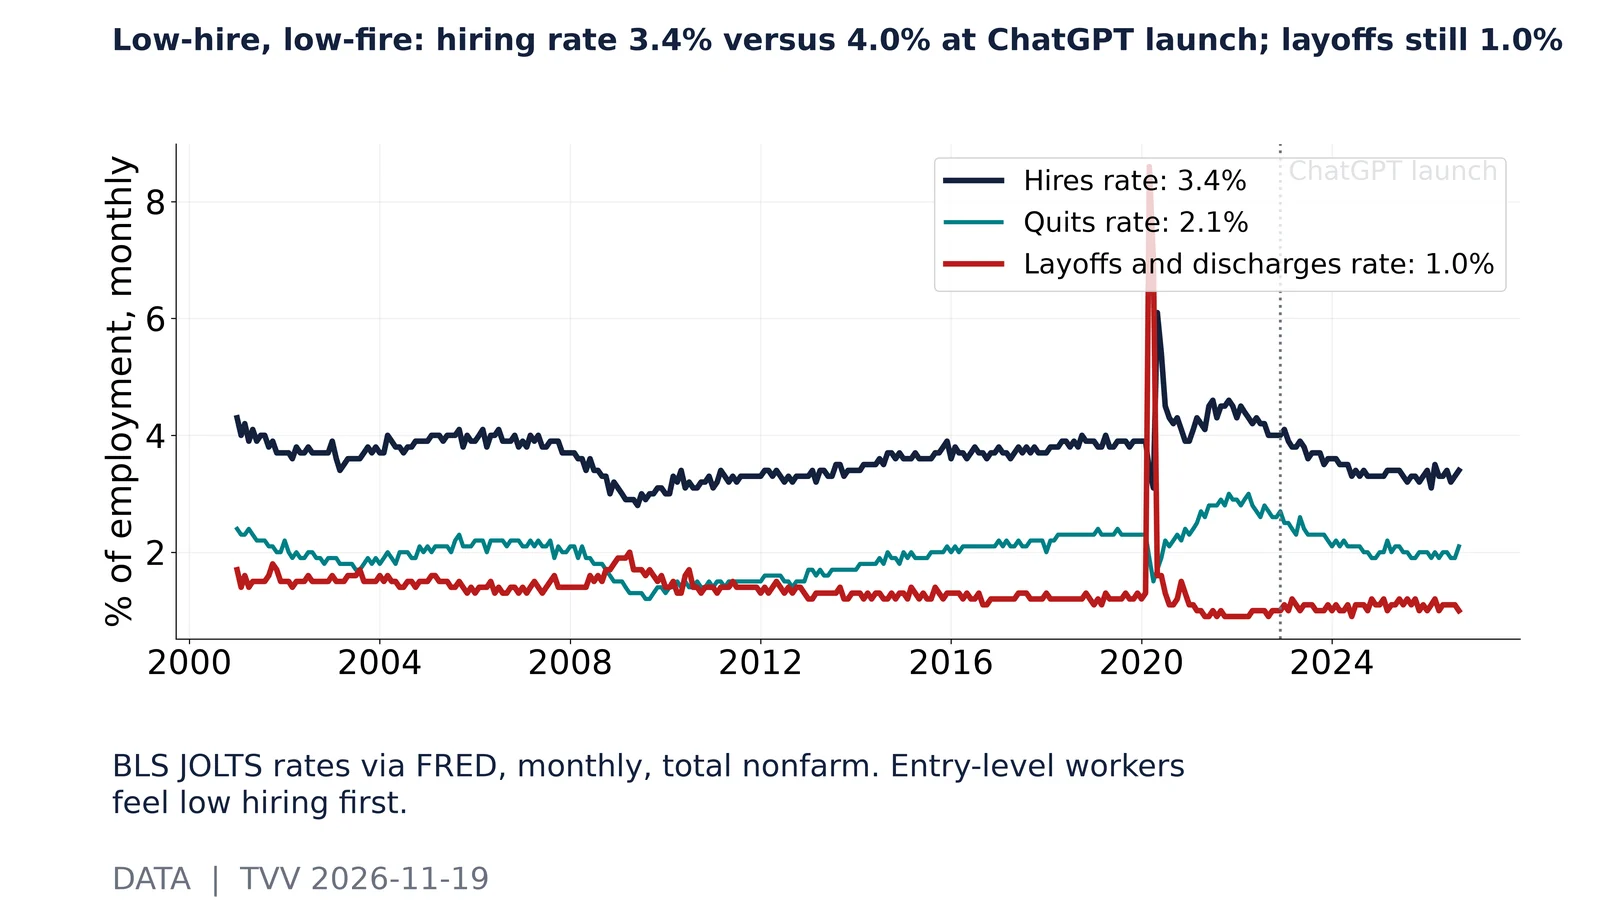 Low-hire, low-fire: hiring rate 3.4% versus 4.0% at ChatGPT launch; layoffs still 1.0%
% of employment, monthly
8
6
4
2
Hires rate: 3.4%
Quits rate: 2.1%
Layoffs and discharges rate: 1.0%
ChatGPT launch
2000 2004 2008 2012 2016 2020 2024
BLS JOLTS rates via FRED, monthly, total nonfarm. Entry-level workers
feel low hiring first.
DATA | TVV 2026-11-19